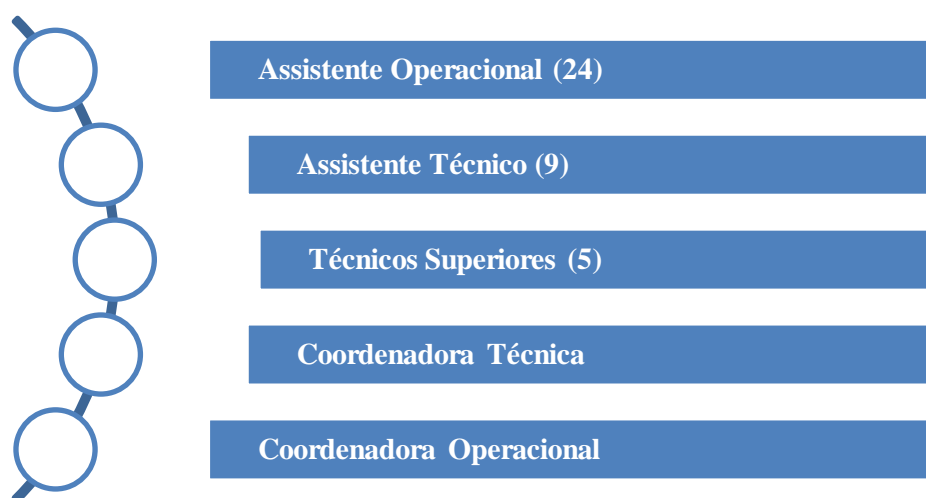 Assistente Operacional (24)
Assistente Técnico (9)
Técnicos Superiores (5)
Coordenadora Técnica
Coordenadora Operacional